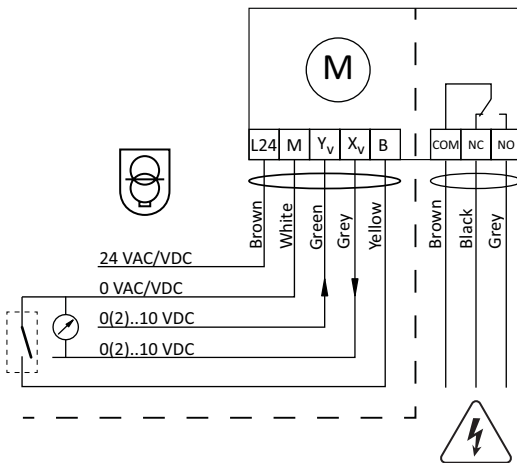 M
L24 M Yv Xv B COM NC NO
Brown White Green Grey Yellow Brown Black Grey
24 VAC/VDC
0 VAC/VDC
0(2)..10 VDC
0(2)..10 VDC